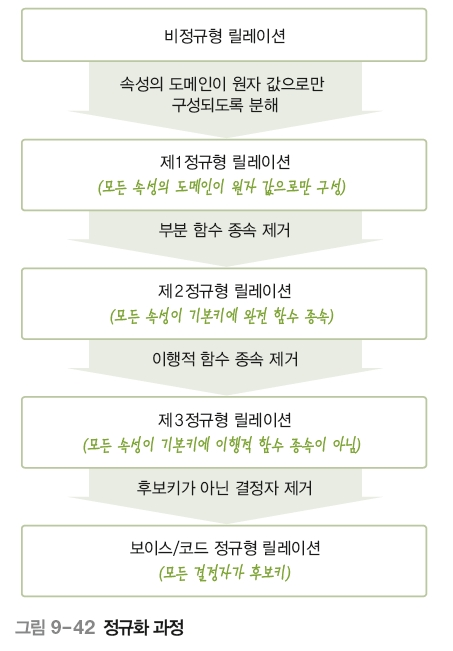 비정규형 릴레이션
속성의 도메인이 원자 값으로만
구성되도록 분해
제1정규형 릴레이션
(모든 속성의 도메인이 원자 값으로만 구성)
부분 함수 종속 제거
제2정규형 릴레이션
(모든 속성이 기본키에 완전 함수 종속)
이행적 함수 종속 제거
제3정규형 릴레이션
(모든 속성이 기본키에 이행적 함수 종속이 아님)
후보키가 아닌 결정자 제거
보이스/코드 정규형 릴레이션
(모든 결정자가 후보키)
그림 9-42 정규화 과정